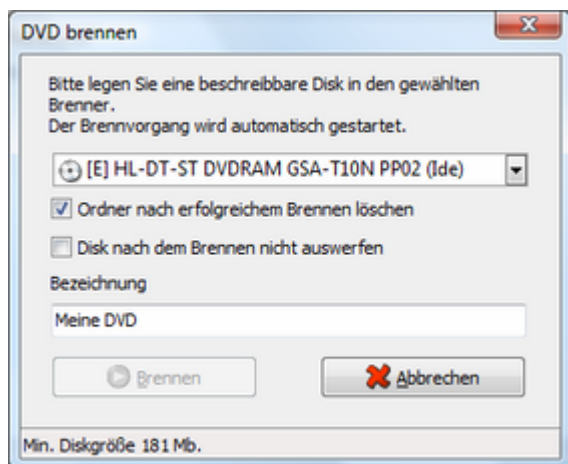 DVD brennen
Bitte legen Sie eine beschreibbare Disk in den gewählten
Brenner.
Der Brennvorgang wird automatisch gestartet.
[E] HL-DT-ST DVDRAM GSA-T10N PP02 (Ide)
Ordner nach erfolgreichem Brennen löschen
Disk nach dem Brennen nicht auswerfen
Bezeichnung
Meine DVD
Brennen
Abbrechen
Min. Diskgröße 181 Mb.